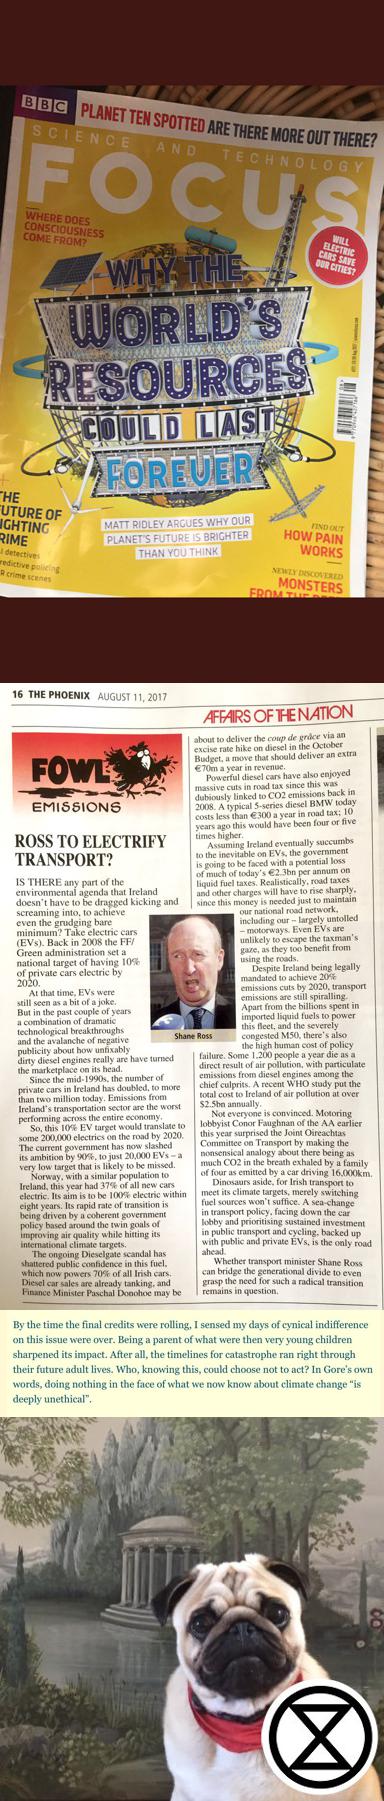 BBC
PLANET TEN SPOTTED ARE THERE MORE OUT THERE?
SCIENCE AND TECHNOLOGY
FOCUS
WHERE DOES
CONSCIOUSNESS
COME FROM?
WILL
ELECTRIC
CARS SAVE
OUR CITIES?
WHY THE
WORLD'S
RESOURCES
COULD LAST
FOREVER
MATT RIDLEY ARGUES WHY OUR
PLANET'S FUTURE IS BRIGHTER
THAN YOU THINK
THE
UTURE OF
IGHTING
RIME
I detectives
redictive policing
R crime scenes
FIND OUT
HOW PAIN
WORKS
NEWLY DISCOVERED
MONSTERS
FROM THE
16 THE PHOENIX AUGUST 11, 2017
AFFAIRS OF THE NATION
FOWL
EMISSIONS
ROSS TO ELECTRIFY
TRANSPORT?
IS THERE any part of the
environmental agenda that Ireland
doesn't have to be dragged kicking and
screaming into, to achieve
even the grudging bare
minimum? Take electric cars
(EVs). Back in 2008 the FF/
Green administration set a
national target of having 10%
of private cars electric by
2020.
At that time, EVs were
still seen as a bit of a joke.
But in the past couple of years
a combination of dramatic
technological breakthroughs
and the avalanche of negative
publicity about how unfixably
dirty diesel engines really are have turned
the marketplace on its head.
Since the mid-1990s, the number of
private cars in Ireland has doubled, to more
than two million today. Emissions from
Ireland's transportation sector are the worst
performing across the entire economy.
So, this 10% EV target would translate to
some 200,000 electrics on the road by 2020.
The current government has now slashed
its ambition by 90%, to just 20,000 EVs – a
very low target that is likely to be missed.
Norway, with a similar population to
Ireland, this year had 37% of all new cars
electric. Its aim is to be 100% electric within
eight years. Its rapid rate of transition is
being driven by a coherent government
policy based around the twin goals of
improving air quality while hitting its
international climate targets.
The ongoing Dieselgate scandal has
shattered public confidence in this fuel,
which now powers 70% of all Irish cars.
Diesel car sales are already tanking, and
Finance Minister Paschal Donohoe may be
Shane Ross
about to deliver the coup de grâce via an
excise rate hike on diesel in the October
Budget, a move that should deliver an extra
€70m a year in revenue.
Powerful diesel cars have also enjoyed
massive cuts in road tax since this was
dubiously linked to CO2 emissions back in
2008. A typical 5-series diesel BMW today
costs less than €300 a year in road tax; 10
years ago this would have been four or five
times higher.
Assuming Ireland eventually succumbs
to the inevitable on EVs, the government
is going to be faced with a potential loss
of much of today's €2.3bn per annum on
liquid fuel taxes. Realistically, road taxes
and other charges will have to rise sharply,
since this money is needed just to maintain
our national road network,
including our – largely untolled
– motorways. Even EVs are
unlikely to escape the taxman's
gaze, as they too benefit from
using the roads.
Despite Ireland being legally
mandated to achieve 20%
emissions cuts by 2020, transport
emissions are still spiralling.
Apart from the billions spent in
imported liquid fuels to power
this fleet, and the severely
congested M50, there's also
the high human cost of policy
failure. Some 1,200 people a year die as a
direct result of air pollution, with particulate
emissions from diesel engines among the
chief culprits. A recent WHO study put the
total cost to Ireland of air pollution at over
$2.5bn annually.
Not everyone is convinced. Motoring
lobbyist Conor Faughnan of the AA earlier
this year surprised the Joint Oireachtas
Committee on Transport by making the
nonsensical analogy about there being as
much CO2 in the breath exhaled by a family
of four as emitted by a car driving 16,000km.
Dinosaurs aside, for Irish transport to
meet its climate targets, merely switching
fuel sources won't suffice. A sea-change
in transport policy, facing down the car
lobby and prioritising sustained investment
in public transport and cycling, backed up
with public and private EVs, is the only road
ahead.
Whether transport minister Shane Ross
can bridge the generational divide to even
grasp the need for such a radical transition
remains in question.
By the time the final credits were rolling, I sensed my days of cynical indifference
on this issue were over. Being a parent of what were then very young children
sharpened its impact. After all, the timelines for catastrophe ran right through
their future adult lives. Who, knowing this, could choose not to act? In Gore's own
words, doing nothing in the face of what we now know about climate change “is
deeply unethical”.